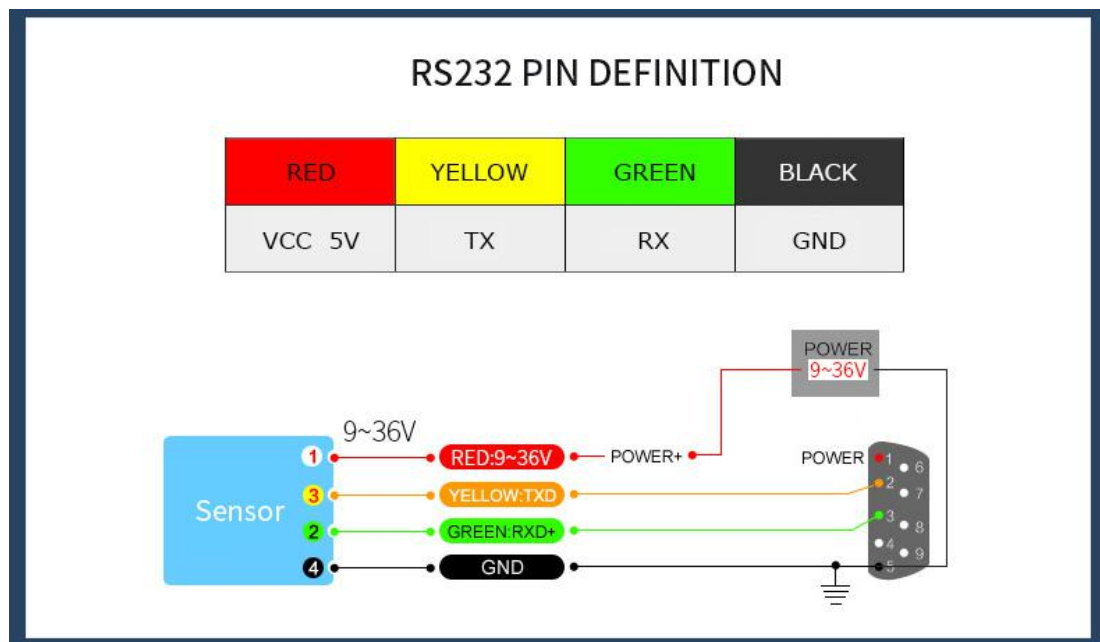 RS232 PIN DEFINITION
RED YELLOW GREEN BLACK
VCC 5V TX RX GND
POWER
9~36V
9~36V
1 RED:9~36V POWER+ POWER 1 6
3 YELLOW:TXD 2 7
Sensor
2 GREEN:RXD+ 3 8
4 GND 4 9
5